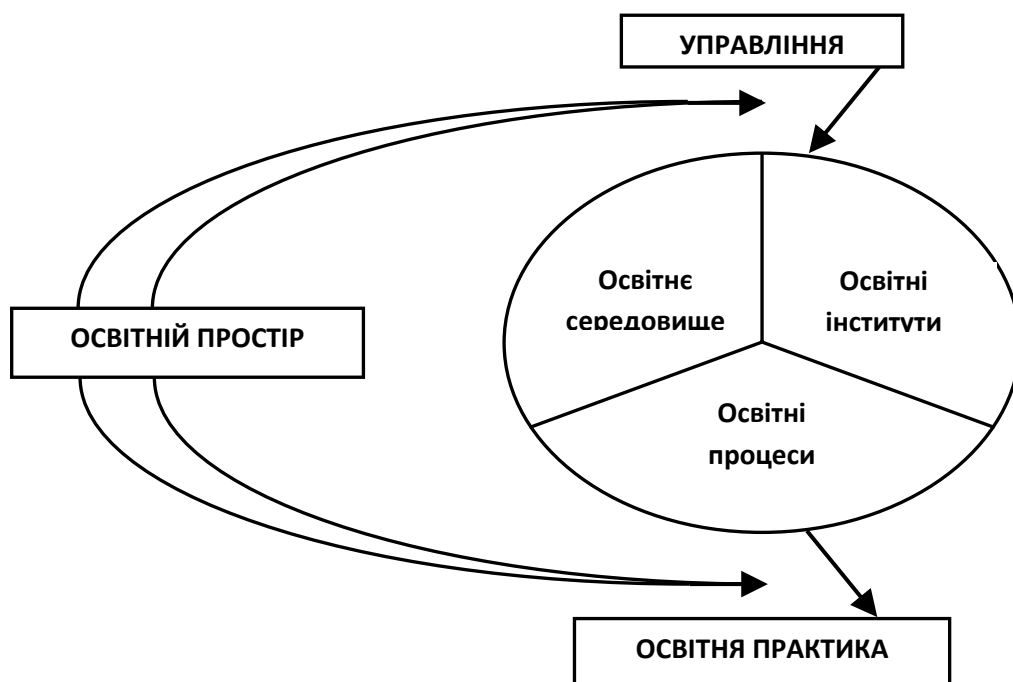 УПРАВЛІННЯ
Освітнє
середовище
Освітні
інститути
ОСВІТНІЙ ПРОСТІР
Освітні
процеси
ОСВІТНЯ ПРАКТИКА